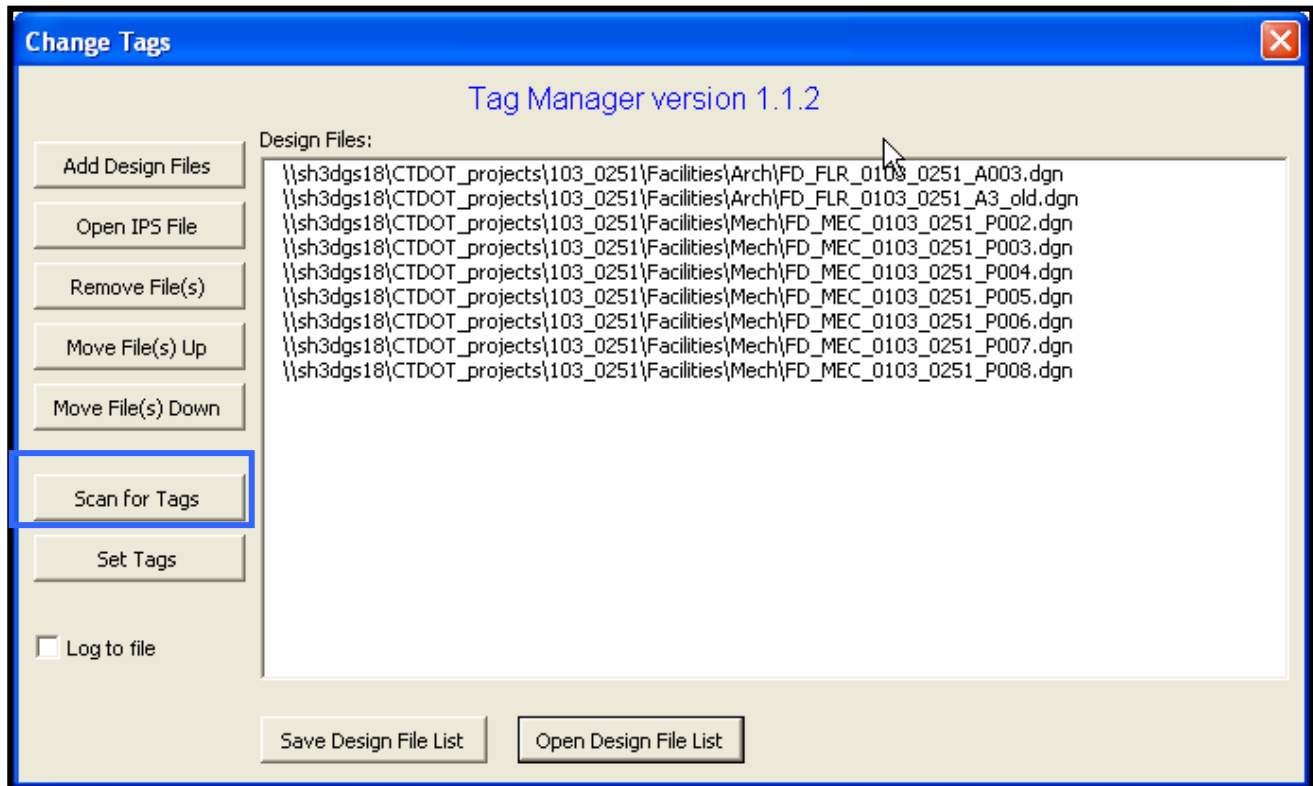 Change Tags
Tag Manager version 1.1.2
Design Files:
Add Design Files
Open IPS File
Remove File(s)
Move File(s) Up
Move File(s) Down
Scan for Tags
Set Tags
Log to file
\\sh3dgs18\CTDOT_projects\103_0251\Facilities\Arch\FD_FLR_0103_0251_A003.dgn
\\sh3dgs18\CTDOT_projects\103_0251\Facilities\Arch\FD_FLR_0103_0251_A3_old.dgn
\\sh3dgs18\CTDOT_projects\103_0251\Facilities\Mech\FD_MEC_0103_0251_P002.dgn
\\sh3dgs18\CTDOT_projects\103_0251\Facilities\Mech\FD_MEC_0103_0251_P003.dgn
\\sh3dgs18\CTDOT_projects\103_0251\Facilities\Mech\FD_MEC_0103_0251_P004.dgn
\\sh3dgs18\CTDOT_projects\103_0251\Facilities\Mech\FD_MEC_0103_0251_P005.dgn
\\sh3dgs18\CTDOT_projects\103_0251\Facilities\Mech\FD_MEC_0103_0251_P006.dgn
\\sh3dgs18\CTDOT_projects\103_0251\Facilities\Mech\FD_MEC_0103_0251_P007.dgn
\\sh3dgs18\CTDOT_projects\103_0251\Facilities\Mech\FD_MEC_0103_0251_P008.dgn
Save Design File List
Open Design File List